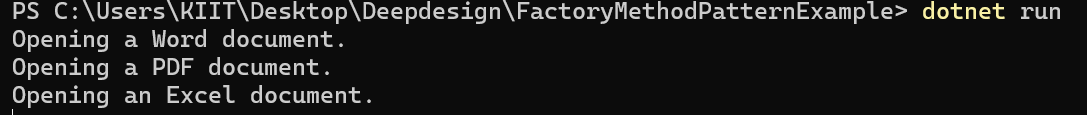 PS C:\Users\KIIT\Desktop\Deepdesign\FactoryMethodPatternExample> dotnet run
Opening a Word document.
Opening a PDF document.
Opening an Excel document.